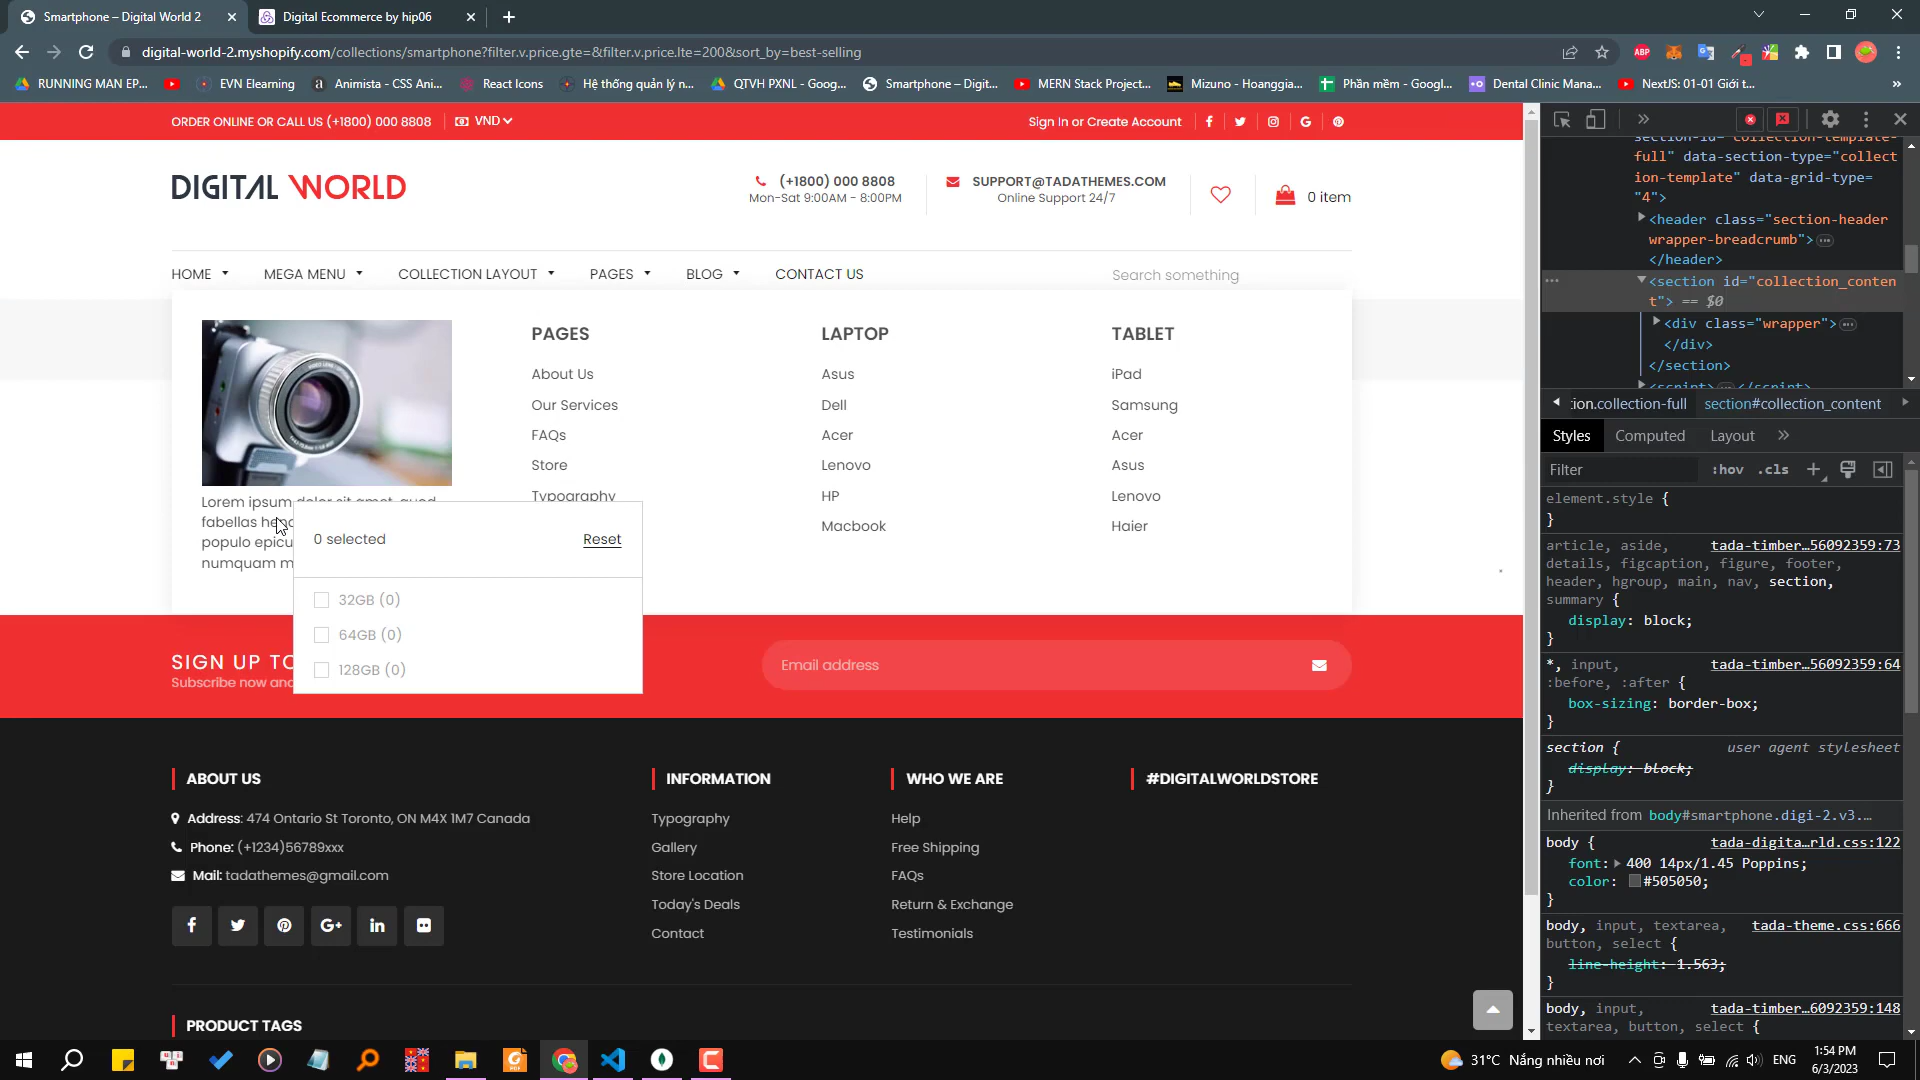 Smartphone – Digital World 2
Digital Ecommerce by hip06
digital-world-2.myshopify.com/collections/smartphone?filter.v.price.gte=&filter.v.price.lte=200&sort_by=best-selling
RUNNING MAN EP...
EVN Elearning
Animista - CSS Ani...
React Icons
Hệ thống quản lý n...
QTVH PXNL - Goog...
Smartphone – Digit...
MERN Stack Project...
Mizuno - Hoanggia...
Phần mềm - Googl...
Dental Clinic Mana...
NextJS: 01-01 Giới t...
ORDER ONLINE OR CALL US (+1800) 000 8808
VND
Sign In or Create Account
DIGITAL WORLD
(+1800) 000 8808
Mon-Sat 9:00AM - 8:00PM
SUPPORT@TADATHEMES.COM
Online Support 24/7
0 item
HOME
MEGA MENU
COLLECTION LAYOUT
PAGES
BLOG
CONTACT US
Search something
PAGES
About Us
Our Services
FAQs
Store
Typography
LAPTOP
Asus
Dell
Acer
Lenovo
HP
Macbook
TABLET
iPad
Samsung
Acer
Asus
Lenovo
Haier
Lorem ipsum dolor sit amet, quod
fabellas
populo
numquam
0 selected
Reset
32GB (0)
64GB (0)
128GB (0)
SIGN UP TO
Subscribe now
Email address
ABOUT US
Address: 474 Ontario St Toronto, ON M4X 1M7 Canada
Phone: (+1234)56789xxx
Mail: tadathemes@gmail.com
INFORMATION
Typography
Gallery
Store Location
Today's Deals
Contact
WHO WE ARE
Help
Free Shipping
FAQs
Return & Exchange
Testimonials
#DIGITALWORLDSTORE
PRODUCT TAGS
section-id="collection-template-
full" data-section-type="collect
ion-template" data-grid-type=
"4">
<header class="section-header
wrapper-breadcrumb">
</header>
<section id="collection_conten
t"> == $0
<div class="wrapper">
</div>
</section>
<script>…</script>
tion.collection-full
section#collection_content
Styles
Computed
Layout
Filter
:hov
.cls
element.style {
}
article, aside, tada-timber…56092359:73
details, figcaption, figure, footer,
header, hgroup, main, nav, section,
summary {
display: block;
}
*, input, tada-timber…56092359:64
:before, :after {
box-sizing: border-box;
}
section { user agent stylesheet
display: block;
}
Inherited from body#smartphone.digi-2.v3.…
body { tada-digita…rld.css:122
font: 400 14px/1.45 Poppins;
color: #505050;
}
body, input, textarea, tada-theme.css:666
button, select {
line-height: 1.563;
}
body, input, tada-timber…6092359:148
textarea, button, select {
31°C Nắng nhiều nơi
ENG
1:54 PM
6/3/2023